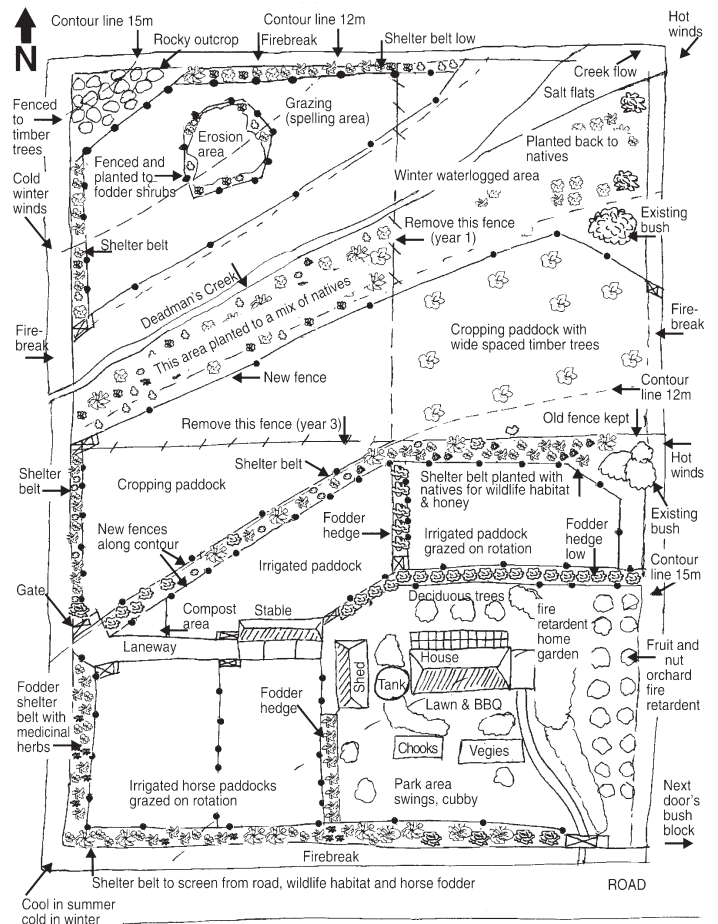 Contour line 15m
Contour line 12m
Hot
winds
Rocky outcrop
Firebreak
Shelter belt low
N
Creek flow
Salt flats
Grazing
(spelling area)
Fenced
to
timber
trees
Erosion
area
Planted back to
natives
Fenced and
planted to
fodder shrubs
Winter waterlogged area
Cold
winter
winds
Remove this fence
(year 1)
Existing
bush
Shelter belt
Deadman's Creek
This area planted to a mix of natives
Fire-
break
Fire-
break
Cropping paddock with
wide spaced timber trees
New fence
Contour
line 12m
Remove this fence (year 3)
Old fence kept
Shelter belt
Hot
winds
Shelter
belt
Cropping paddock
Shelter belt planted with
natives for wildlife habitat
& honey
New fences
along contour
Fodder
hedge
Irrigated paddock
grazed on rotation
Fodder
hedge
low
Existing
bush
Irrigated paddock
Contour
line 15m
Gate
Compost
area
Stable
Deciduous trees
fire
retardent
home
garden
Laneway
House
Fruit and
nut
orchard
fire
retardent
Shed
Tank
Fodder
shelter
belt with
medicinal
herbs
Fodder
hedge
Lawn & BBQ
Chooks
Vegies
Irrigated horse paddocks
grazed on rotation
Park area
swings, cubby
Next
door's
bush
block
Firebreak
Shelter belt to screen from road, wildlife habitat and horse fodder
ROAD
Cool in summer
cold in winter